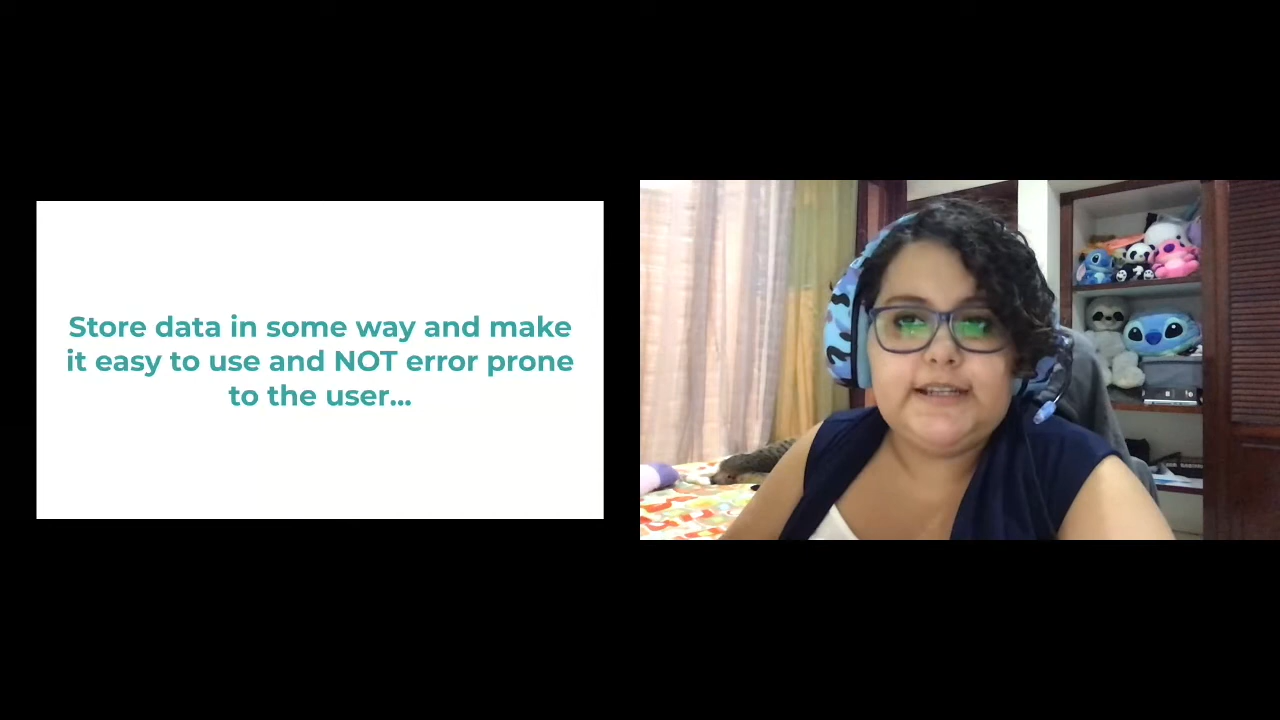 Store data in some way and make
it easy to use and NOT error prone
to the user...